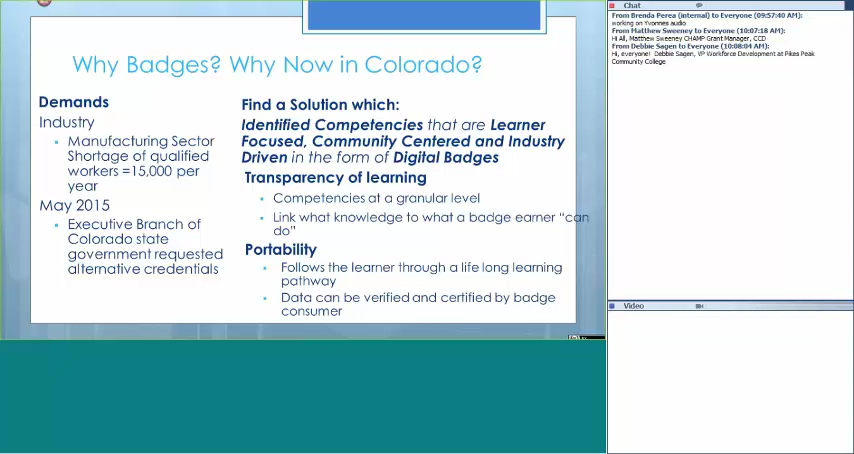 Why Badges? Why Now in Colorado?
Demands
Industry
Manufacturing Sector
Shortage of qualified
workers =15,000 per
year
May 2015
Executive Branch of
Colorado state
government requested
alternative credentials
Find a Solution which:
Identified Competencies that are Learner
Focused, Community Centered and Industry
Driven in the form of Digital Badges
Transparency of learning
Competencies at a granular level
Link what knowledge to what a badge earner “can
do”
Portability
Follows the learner through a life long learning
pathway
Data can be verified and certified by badge
consumer
Chat
From Brenda Perea (internal) to Everyone (09:57:40 AM):
working on Yvonnes audio
From Matthew Sweeney to Everyone (10:07:18 AM):
Hi All, Matthew Sweeney CHAMP Grant Manager, CCD
From Debbie Sagen to Everyone (10:08:04 AM):
Hi, everyone! Debbie Sagen, VP Workforce Development at Pikes Peak
Community College
Video